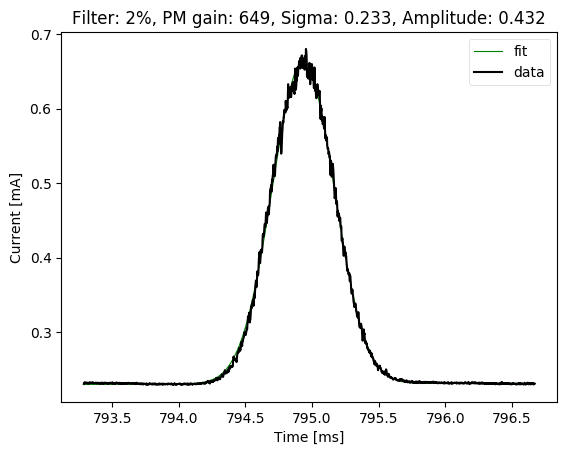 Filter: 2%, PM gain: 649, Sigma: 0.233, Amplitude: 0.432
fit
data
0.7
0.6
0.5
0.4
0.3
Current [mA]
793.5 794.0 794.5 795.0 795.5 796.0 796.5
Time [ms]